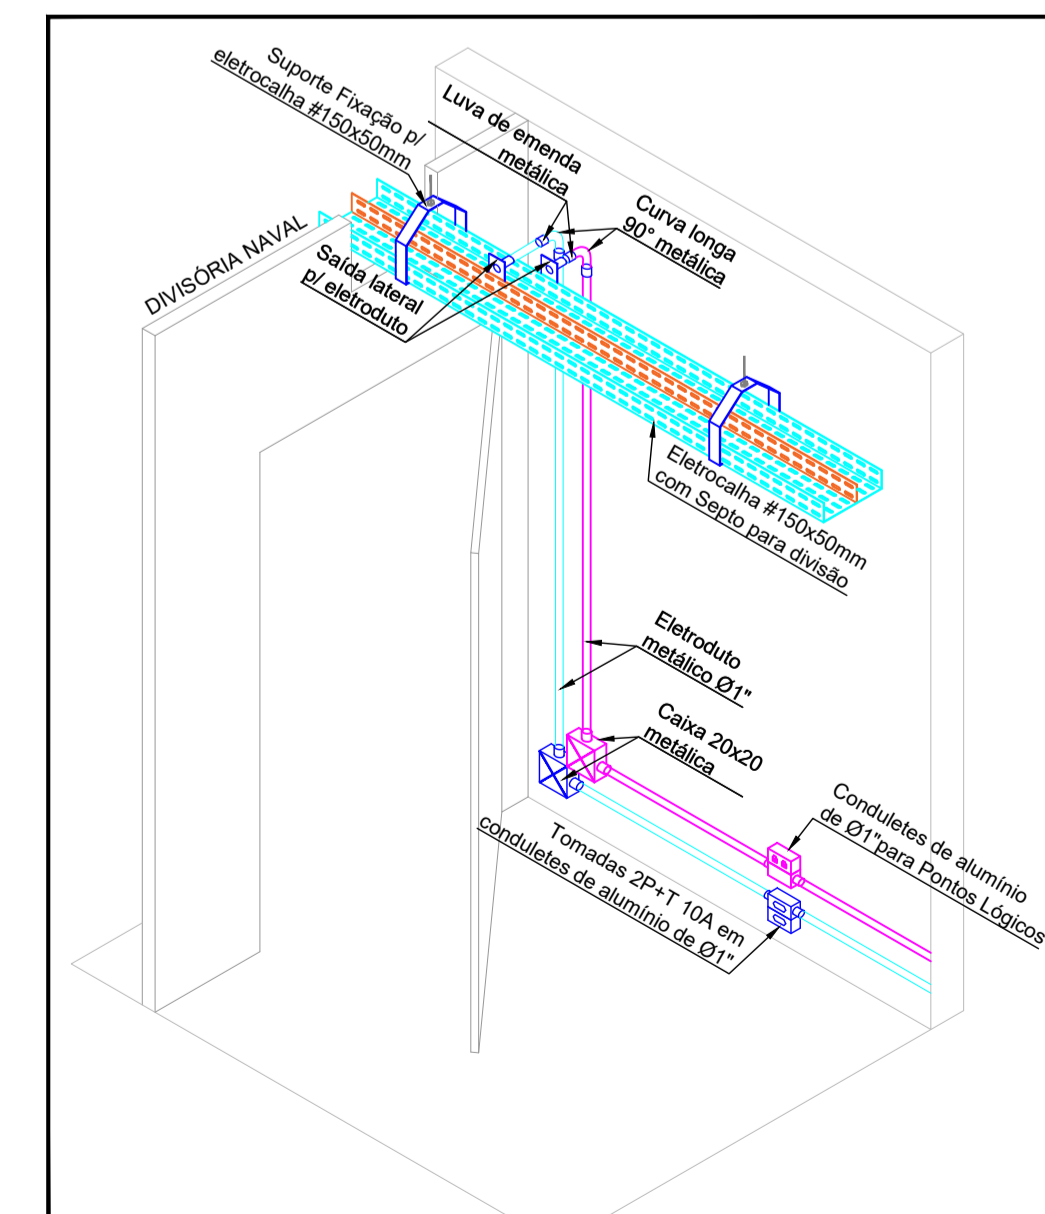 Suporte Fixação p/
eletrocalha #150x50mm
Luva de emenda
metálica
Curva longa
90° metálica
DIVISÓRIA NAVAL
Saída lateral
p/ eletroduto
Eletrocalha #150x50mm
com Septo para divisão
Eletroduto
metálico Ø1"
Caixa 20x20
metálica
Conduletes de alumínio
de Ø1"para Pontos Lógicos
Tomadas 2P+T 10A em
conduletes de alumínio de Ø1"